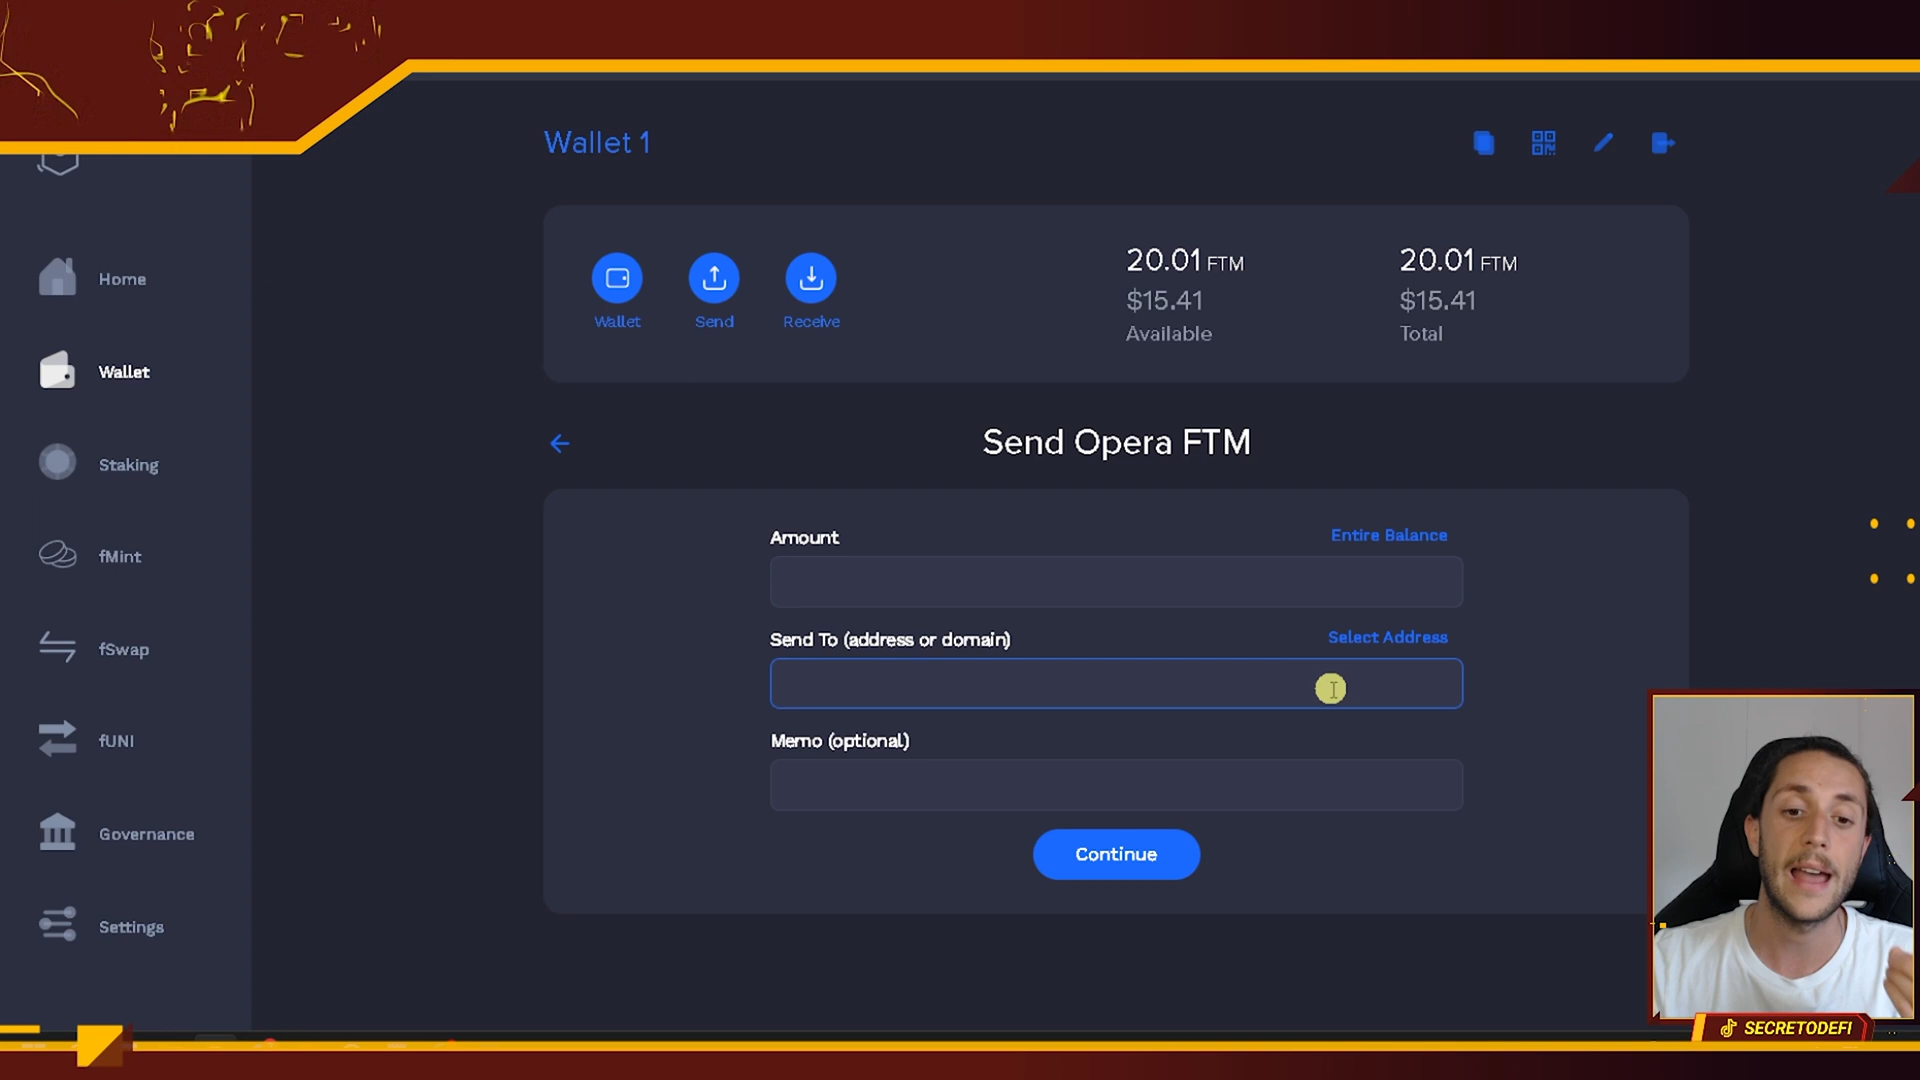 Wallet 1
Wallet
Send
Receive
20.01 FTM
$15.41
Available
20.01 FTM
$15.41
Total
Home
Wallet
Staking
fMint
fSwap
fUNI
Governance
Settings
Send Opera FTM
Amount
Entire Balance
Send To (address or domain)
Select Address
Memo (optional)
Continue
SECRETODEFI